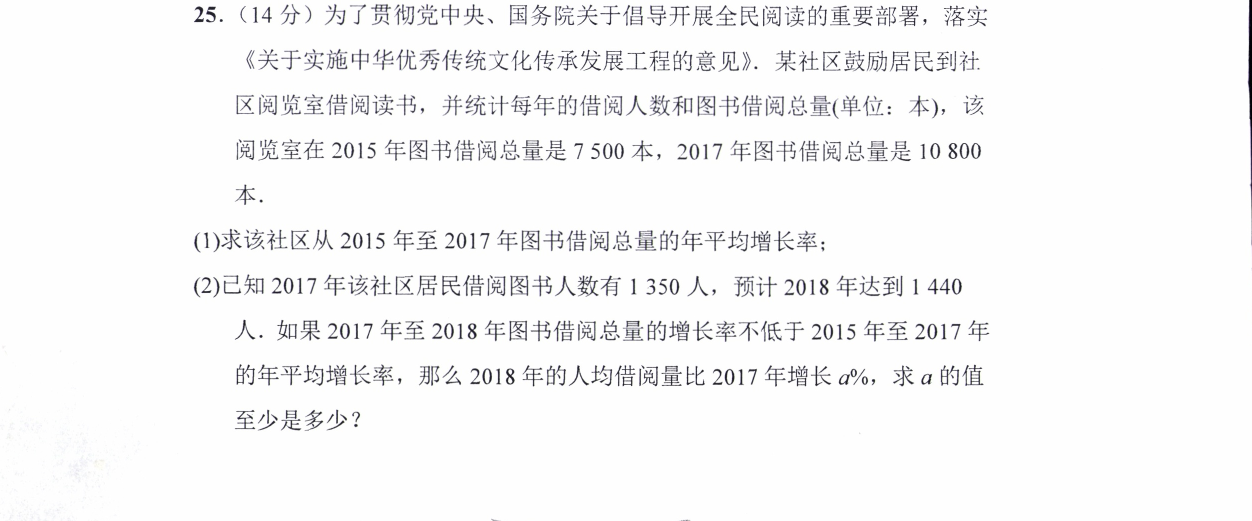 25.（14 分）为了贯彻党中央、国务院关于倡导开展全民阅读的重要部署，落实
《关于实施中华优秀传统文化传承发展工程的意见》．某社区鼓励居民到社
区阅览室借阅读书，并统计每年的借阅人数和图书借阅总量(单位：本)，该
阅览室在 2015 年图书借阅总量是 7 500 本，2017 年图书借阅总量是 10 800
本．
(1)求该社区从 2015 年至 2017 年图书借阅总量的年平均增长率；
(2)已知 2017 年该社区居民借阅图书人数有 1 350 人，预计 2018 年达到 1 440
人．如果 2017 年至 2018 年图书借阅总量的增长率不低于 2015 年至 2017 年
的年平均增长率，那么 2018 年的人均借阅量比 2017 年增长 a%，求 a 的值
至少是多少？